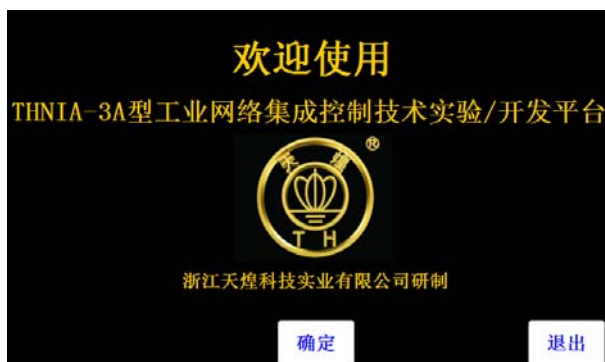 欢迎使用
THNIA-3A型工业网络集成控制技术实验/开发平台
天煌®
T H
浙江天煌科技实业有限公司研制
确定 退出